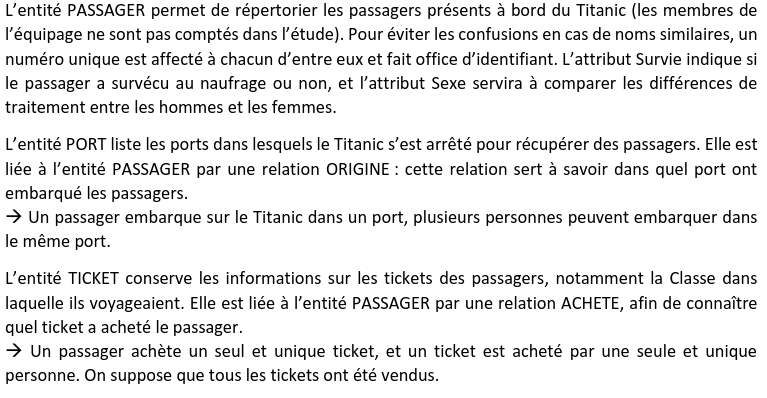 L’entité PASSAGER permet de répertorier les passagers présents à bord du Titanic (les membres de
l’équipage ne sont pas comptés dans l’étude). Pour éviter les confusions en cas de noms similaires, un
numéro unique est affecté à chacun d’entre eux et fait office d’identifiant. L’attribut Survie indique si
le passager a survécu au naufrage ou non, et l’attribut Sexe servira à comparer les différences de
traitement entre les hommes et les femmes.
L’entité PORT liste les ports dans lesquels le Titanic s’est arrêté pour récupérer des passagers. Elle est
liée à l’entité PASSAGER par une relation ORIGINE : cette relation sert à savoir dans quel port ont
embarqué les passagers.
→ Un passager embarque sur le Titanic dans un port, plusieurs personnes peuvent embarquer dans
le même port.
L’entité TICKET conserve les informations sur les tickets des passagers, notamment la Classe dans
laquelle ils voyageaient. Elle est liée à l’entité PASSAGER par une relation ACHETE, afin de connaître
quel ticket a acheté le passager.
→ Un passager achète un seul et unique ticket, et un ticket est acheté par une seule et unique
personne. On suppose que tous les tickets ont été vendus.